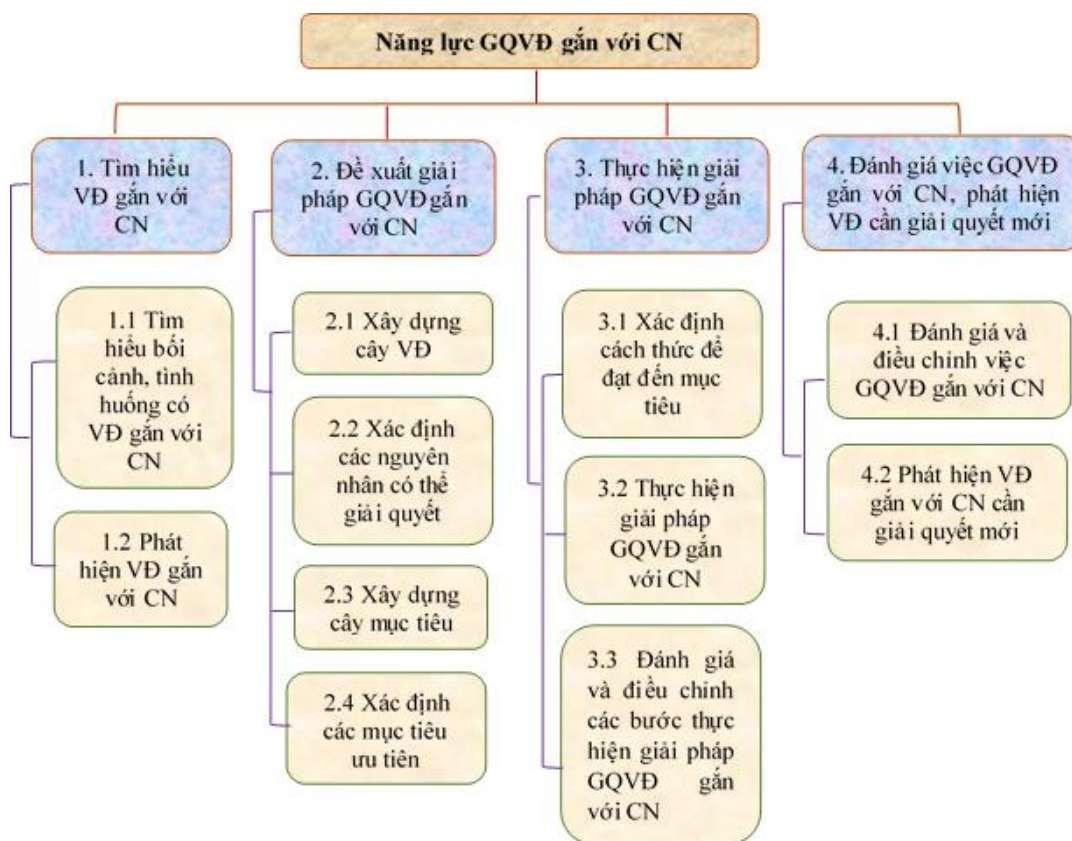 Năng lực GQVĐ gắn với CN
1. Tìm hiểu
VĐ gắn với
CN
2. Đề xuất giải
pháp GQVĐ gắn
với CN
3. Thực hiện giải
pháp GQVĐ gắn
với CN
4. Đánh giá việc GQVĐ
gắn với CN, phát hiện
VĐ cần giải quyết mới
1.1 Tìm
hiểu bối
cảnh, tình
huống có
VĐ gắn với
CN
1.2 Phát
hiện VĐ gắn
với CN
2.1 Xây dựng
cây VĐ
2.2 Xác định
các nguyên
nhân có thể
giải quyết
2.3 Xây dựng
cây mục tiêu
2.4 Xác định
các mục tiêu
ưu tiên
3.1 Xác định
cách thức để
đạt đến mục
tiêu
3.2 Thực hiện
giải pháp
GQVĐ gắn
với CN
3.3 Đánh giá
và điều chỉnh
các bước thực
hiện giải pháp
GQVĐ gắn
với CN
4.1 Đánh giá và
điều chỉnh việc
GQVĐ gắn với CN
4.2 Phát hiện VĐ
gắn với CN cần
giải quyết mới